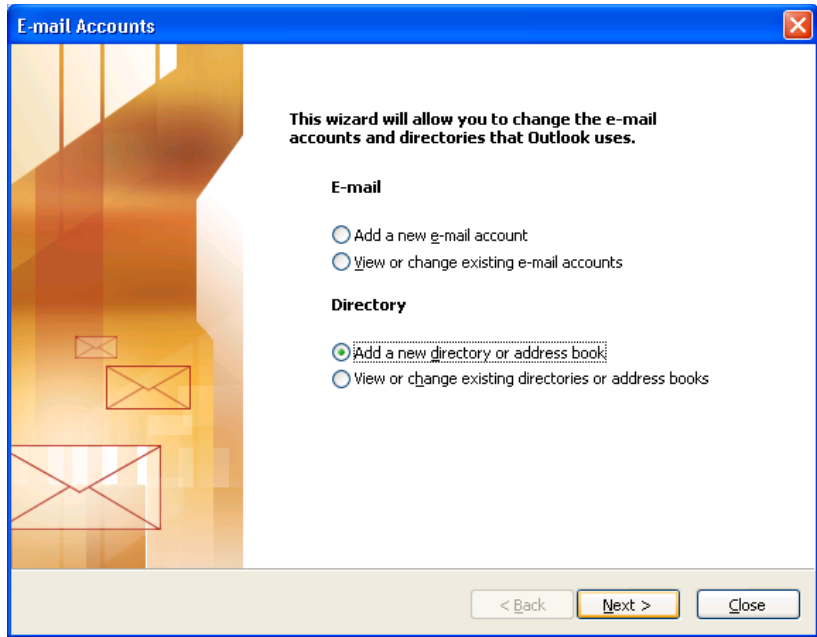 E-mail Accounts
This wizard will allow you to change the e-mail
accounts and directories that Outlook uses.
E-mail
Add a new e-mail account
View or change existing e-mail accounts
Directory
Add a new directory or address book
View or change existing directories or address books
< Back Next > Close